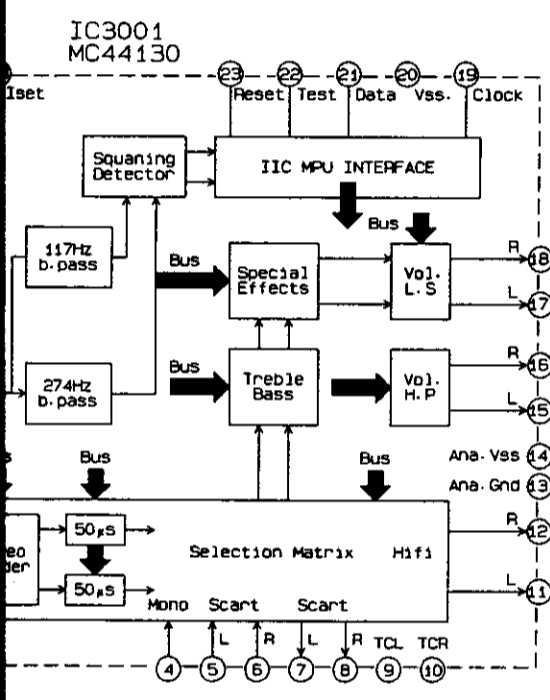 IC3001
MC44130
23 22 21 20 19
Iset Reset Test Data Vss. Clock
Squaning
Detector
IIC MPU INTERFACE
Bus
117Hz
b.pass
Bus
Special
Effects
Vol.
L.S
R 18
L 17
274Hz
b.pass
Bus
Treble
Bass
Vol.
H.P
R 16
L 15
Bus
Bus
Ana.Vss 14
Ana.Gnd 13
50µs
50µs
Selection Matrix Hifi
R 12
L 11
Mono Scart Scart
L R L R TCL TCR
4 5 6 7 8 9 10